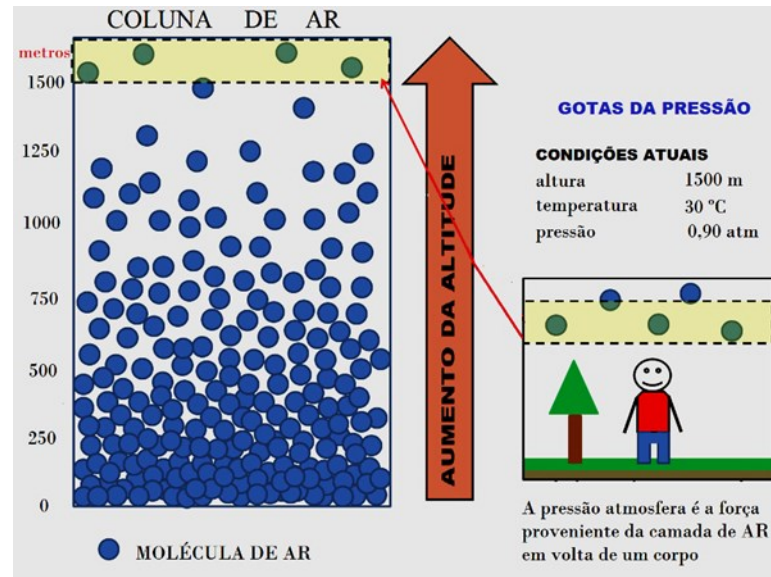 COLUNA DE AR
metros
1500
1250
1000
750
500
250
0
MOLÉCULA DE AR
AUMENTO DA ALTITUDE
GOTAS DA PRESSÃO
CONDIÇÕES ATUAIS
altura 1500 m
temperatura 30 ºC
pressão 0,90 atm
A pressão atmosfera é a força
proveniente da camada de AR
em volta de um corpo